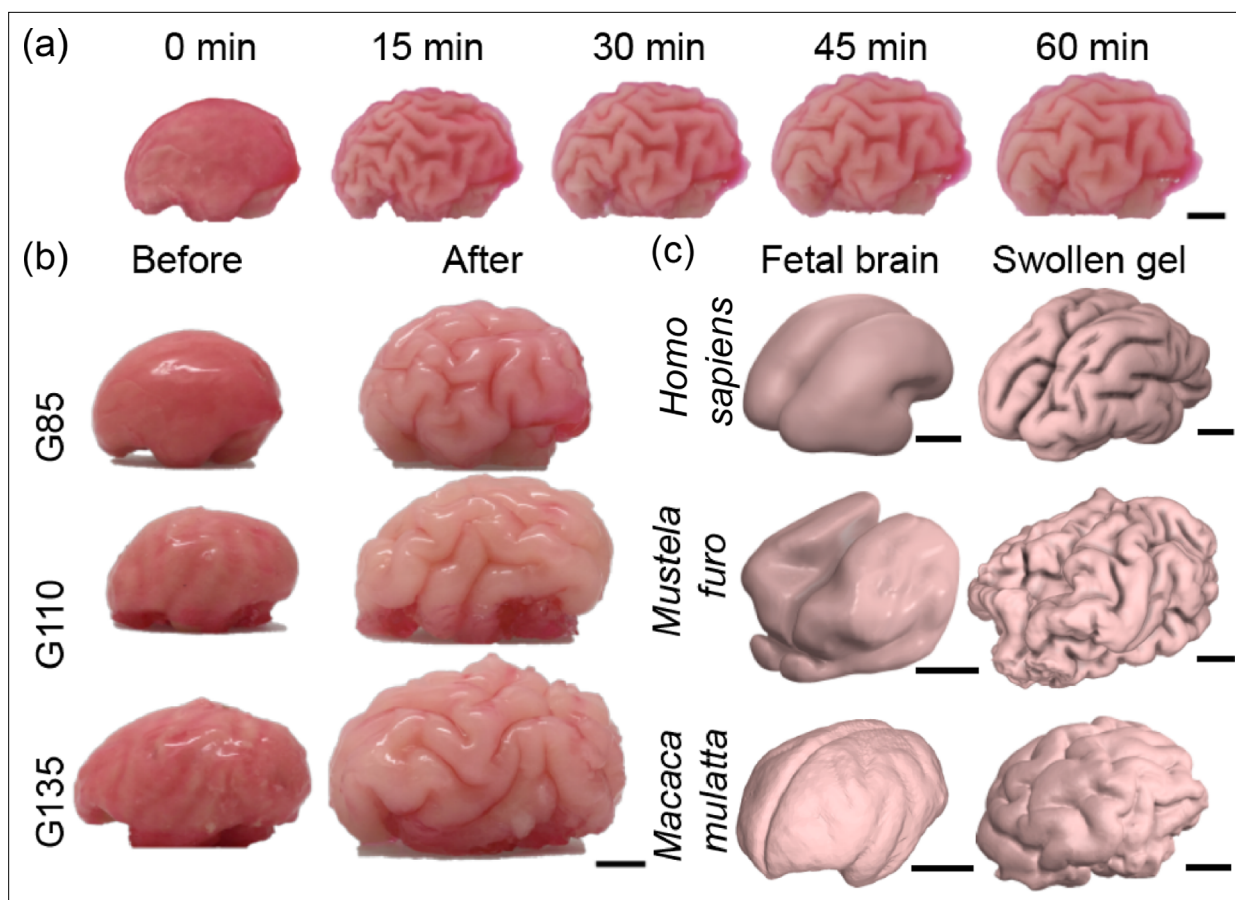 (a)
0 min 15 min 30 min 45 min 60 min
(b)
Before After
G85
G110
G135
(c)
Fetal brain Swollen gel
Homo
sapiens
Mustela
furo
Macaca
mulatta